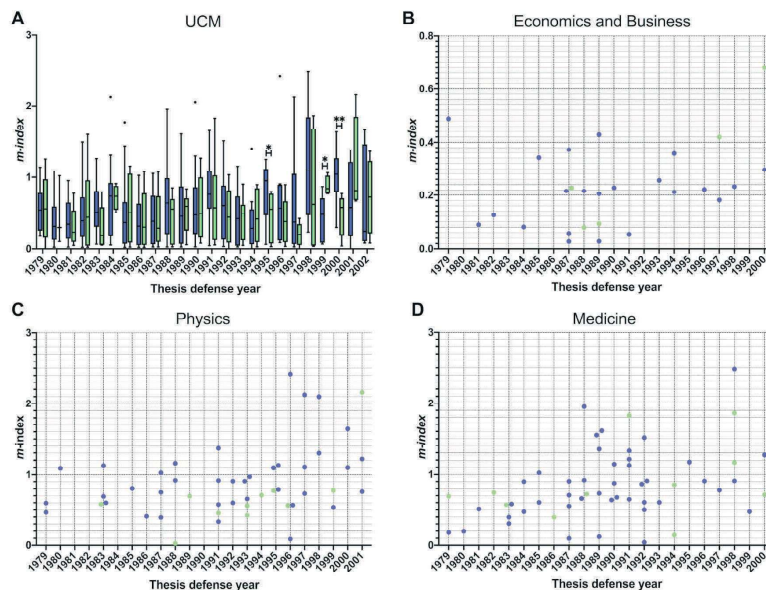 A
UCM
m-index
3
2
1
0
* ** *
1979 1980 1981 1982 1983 1984 1985 1986 1987 1988 1989 1990 1991 1992 1993 1994 1995 1996 1997 1998 1999 2000 2001 2002
Thesis defense year
B
Economics and Business
m-index
0.8
0.6
0.4
0.2
0.0
1979 1980 1981 1982 1984 1985 1986 1987 1988 1989 1990 1991 1992 1993 1994 1995 1996 1997 1998 1999 2000
Thesis defense year
C
Physics
m-index
3
2
1
0
1979 1980 1981 1982 1983 1984 1985 1986 1987 1988 1989 1990 1991 1992 1993 1994 1995 1996 1997 1998 1999 2000 2001
Thesis defense year
D
Medicine
m-index
3
2
1
0
1979 1980 1981 1982 1983 1984 1985 1986 1987 1988 1989 1990 1991 1992 1993 1994 1995 1996 1997 1998 1999 2000
Thesis defense year